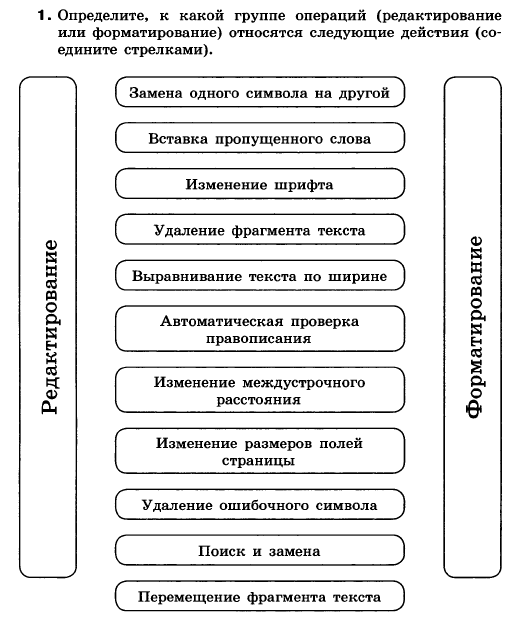 1. Определите, к какой группе операций (редактирование
или форматирование) относятся следующие действия (со-
едините стрелками).
Редактирование
Замена одного символа на другой
Вставка пропущенного слова
Изменение шрифта
Удаление фрагмента текста
Выравнивание текста по ширине
Автоматическая проверка
правописания
Изменение междустрочного
расстояния
Изменение размеров полей
страницы
Удаление ошибочного символа
Поиск и замена
Перемещение фрагмента текста
Форматирование